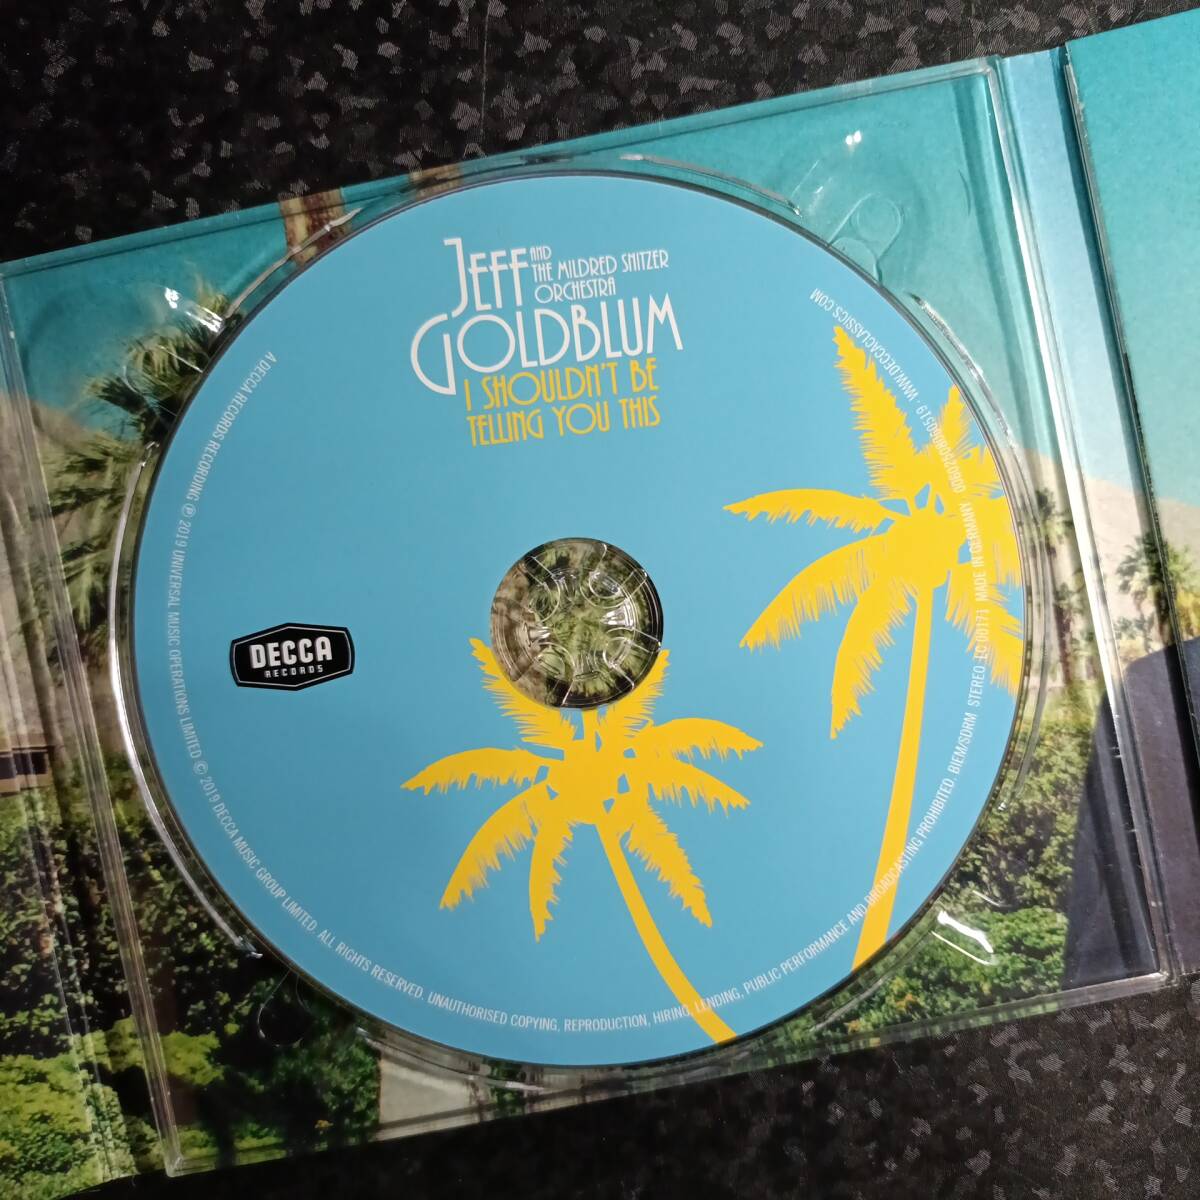 JEFF AND
THE MILDRED SNITZER
ORCHESTRA
GOLDBLUM
I SHOULDN'T BE
TELLING YOU THIS
DECCA
RECORDS
A DECCA RECORDS RECORDING ℗ 2019 UNIVERSAL MUSIC OPERATIONS LIMITED © 2019 DECCA MUSIC GROUP LIMITED ALL RIGHTS RESERVED. UNAUTHORISED COPYING, REPRODUCTION, HIRING, LENDING, PUBLIC PERFORMANCE AND BROADCASTING PROHIBITED. BIEM/SDRM STEREO LC 00171 MADE IN GERMANY · WWW.DECCACLASSICS.COM